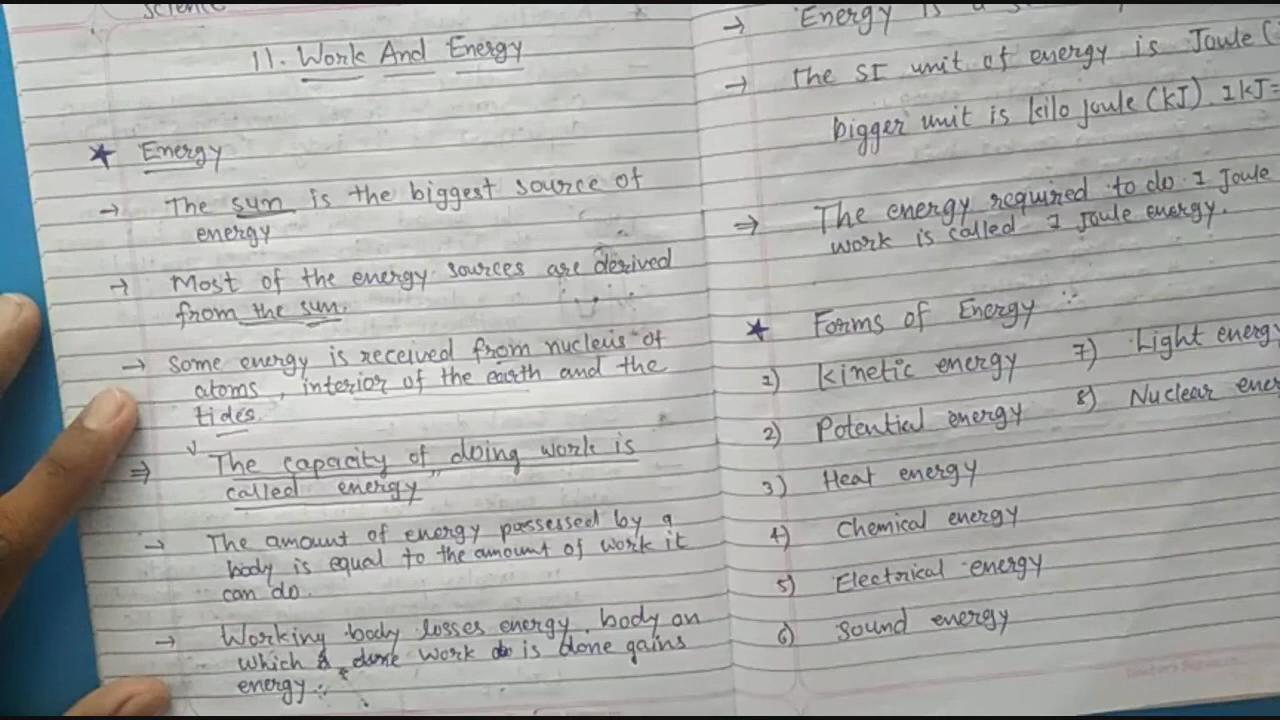 Science
11. Work And Energy
★ Energy
→ The sun is the biggest source of
energy
→ Most of the energy sources are derived
from the sun.
→ Some energy is received from nucleus of
atoms, interior of the earth and the
tides.
⇒ The capacity of doing work is
called energy
→ The amount of energy possessed by a
body is equal to the amount of work it
can do.
→ Working body losses energy, body on
which work is done gains
energy.
→ Energy is a
→ The SI unit of energy is Joule (
bigger unit is kilo joule (kJ). 1 kJ =
⇒ The energy required to do 1 Joule
work is called 1 Joule energy.
★ Forms of Energy :-
1) Kinetic energy 7) Light energy
2) Potential energy 8) Nuclear ener
3) Heat energy
4) Chemical energy
5) Electrical energy
6) Sound energy